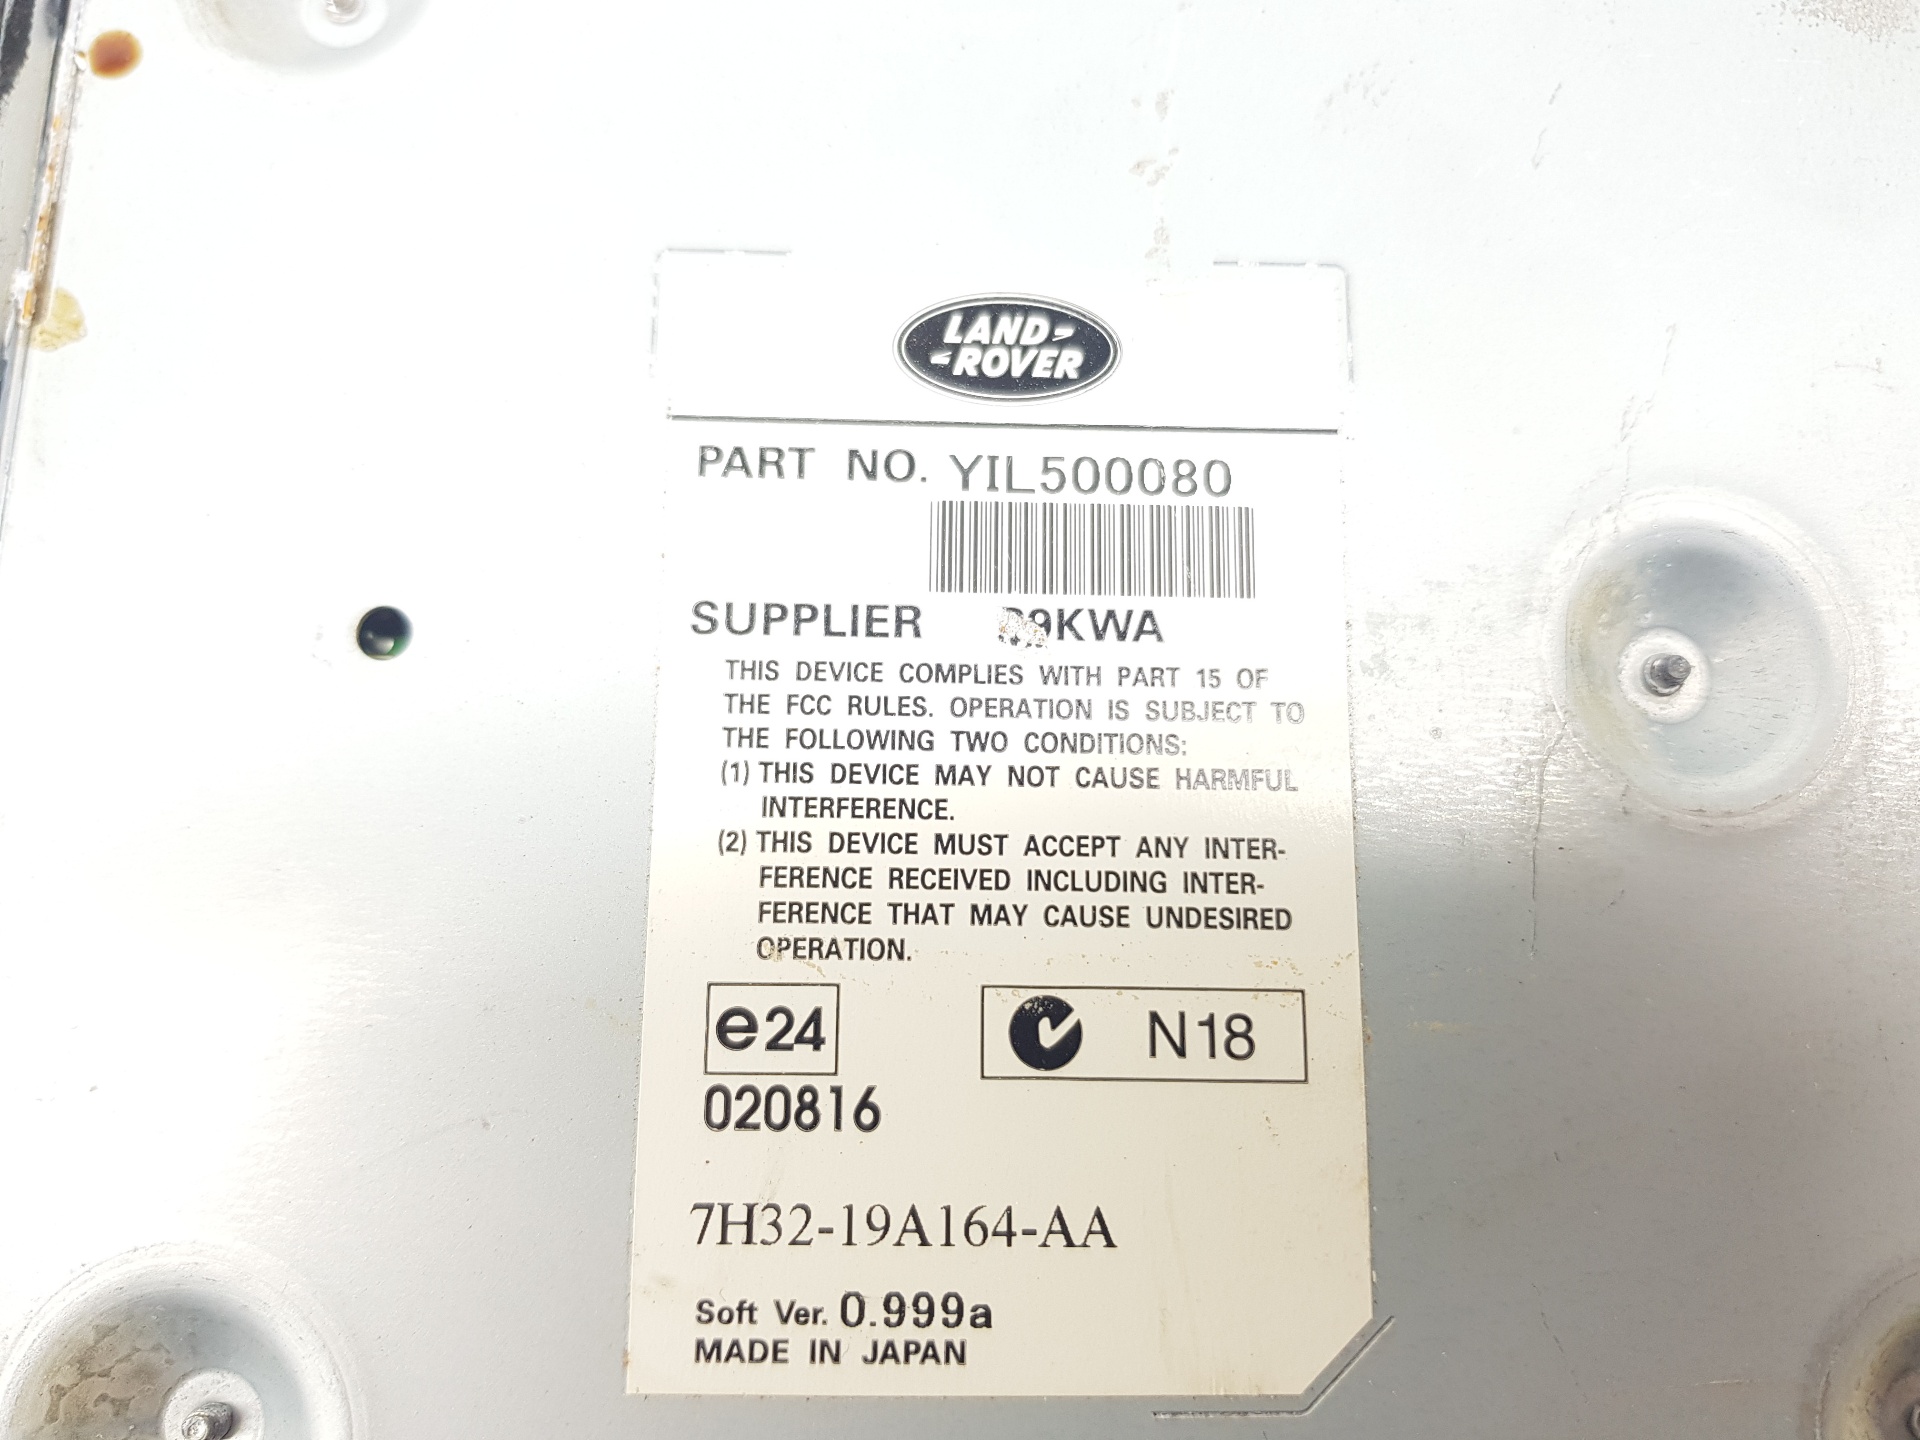 LAND
ROVER
PART NO. YIL500080
SUPPLIER
THIS DEVICE COMPLIES WITH PART 15 OF
THE FCC RULES. OPERATION IS SUBJECT TO
THE FOLLOWING TWO CONDITIONS:
(1) THIS DEVICE MAY NOT CAUSE HARMFUL
INTERFERENCE.
(2) THIS DEVICE MUST ACCEPT ANY INTER-
FERENCE RECEIVED INCLUDING INTER-
FERENCE THAT MAY CAUSE UNDESIRED
OPERATION.
e24
N18
020816
7H32-19A164-AA
Soft Ver. 0.999a
MADE IN JAPAN